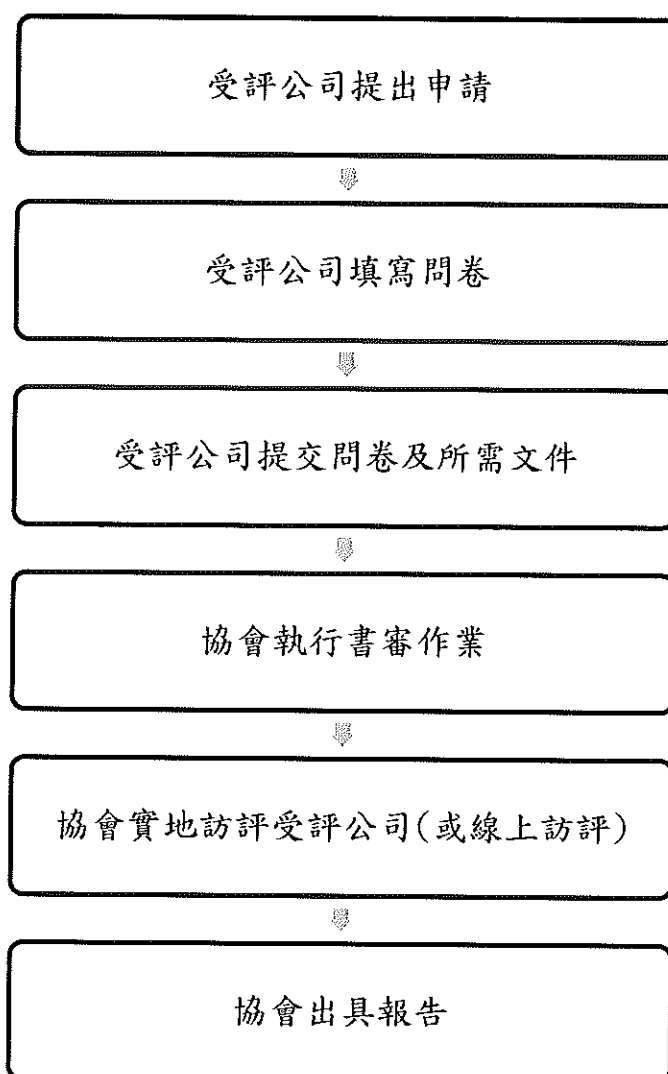 受評公司提出申請
受評公司填寫問卷
受評公司提交問卷及所需文件
協會執行書審作業
協會實地訪評受評公司(或線上訪評)
協會出具報告